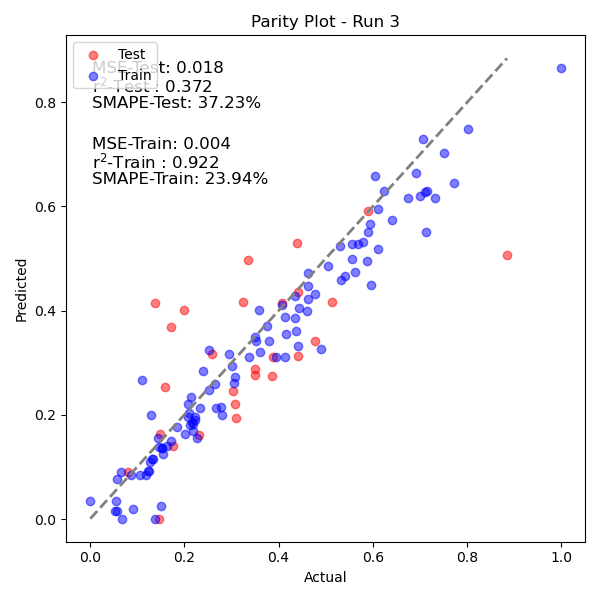 Parity Plot - Run 3
Test
Train
MSE-Test: 0.018
r²-Test : 0.372
SMAPE-Test: 37.23%
MSE-Train: 0.004
r²-Train : 0.922
SMAPE-Train: 23.94%
Predicted
0.8
0.6
0.4
0.2
0.0
0.0 0.2 0.4 0.6 0.8 1.0
Actual